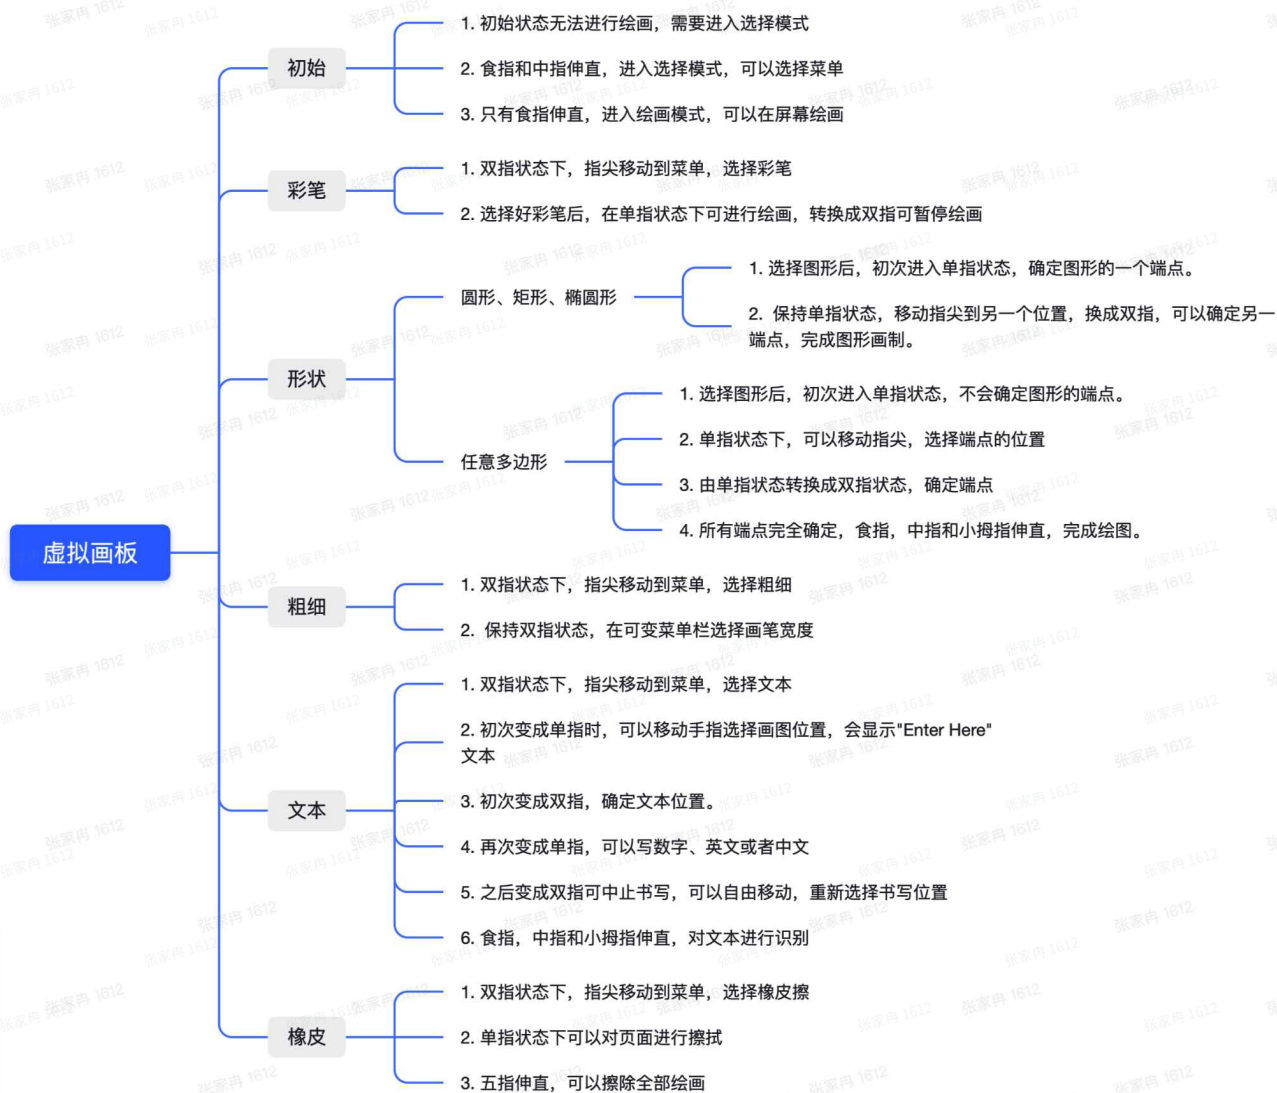 虚拟画板
初始
1. 初始状态无法进行绘画，需要进入选择模式
2. 食指和中指伸直，进入选择模式，可以选择菜单
3. 只有食指伸直，进入绘画模式，可以在屏幕绘画
彩笔
1. 双指状态下，指尖移动到菜单，选择彩笔
2. 选择好彩笔后，在单指状态下可进行绘画，转换成双指可暂停绘画
形状
圆形、矩形、椭圆形
1. 选择图形后，初次进入单指状态，确定图形的一个端点。
2. 保持单指状态，移动指尖到另一个位置，换成双指，可以确定另一
端点，完成图形画制。
任意多边形
1. 选择图形后，初次进入单指状态，不会确定图形的端点。
2. 单指状态下，可以移动指尖，选择端点的位置
3. 由单指状态转换成双指状态，确定端点
4. 所有端点完全确定，食指，中指和小拇指伸直，完成绘图。
粗细
1. 双指状态下，指尖移动到菜单，选择粗细
2. 保持双指状态，在可变菜单栏选择画笔宽度
文本
1. 双指状态下，指尖移动到菜单，选择文本
2. 初次变成单指时，可以移动手指选择画图位置，会显示"Enter Here"
文本
3. 初次变成双指，确定文本位置。
4. 再次变成单指，可以写数字、英文或者中文
5. 之后变成双指可中止书写，可以自由移动，重新选择书写位置
6. 食指，中指和小拇指伸直，对文本进行识别
橡皮
1. 双指状态下，指尖移动到菜单，选择橡皮擦
2. 单指状态下可以对页面进行擦拭
3. 五指伸直，可以擦除全部绘画
张家冉 1612